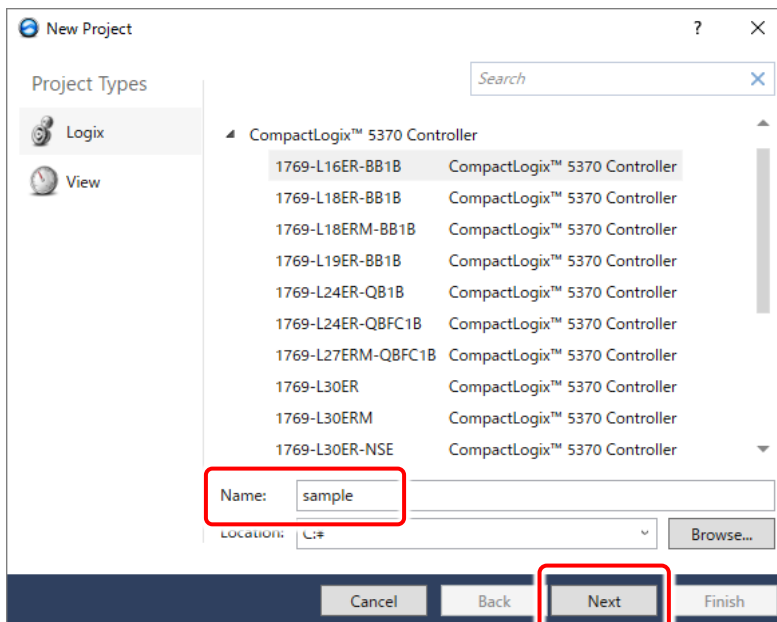 New Project
?
Project Types
Search
Logix
View
CompactLogix™ 5370 Controller
1769-L16ER-BB1B CompactLogix™ 5370 Controller
1769-L18ER-BB1B CompactLogix™ 5370 Controller
1769-L18ERM-BB1B CompactLogix™ 5370 Controller
1769-L19ER-BB1B CompactLogix™ 5370 Controller
1769-L24ER-QB1B CompactLogix™ 5370 Controller
1769-L24ER-QBFC1B CompactLogix™ 5370 Controller
1769-L27ERM-QBFC1B CompactLogix™ 5370 Controller
1769-L30ER CompactLogix™ 5370 Controller
1769-L30ERM CompactLogix™ 5370 Controller
1769-L30ER-NSE CompactLogix™ 5370 Controller
Name: sample
Location: C:¥ Browse...
Cancel Back Next Finish